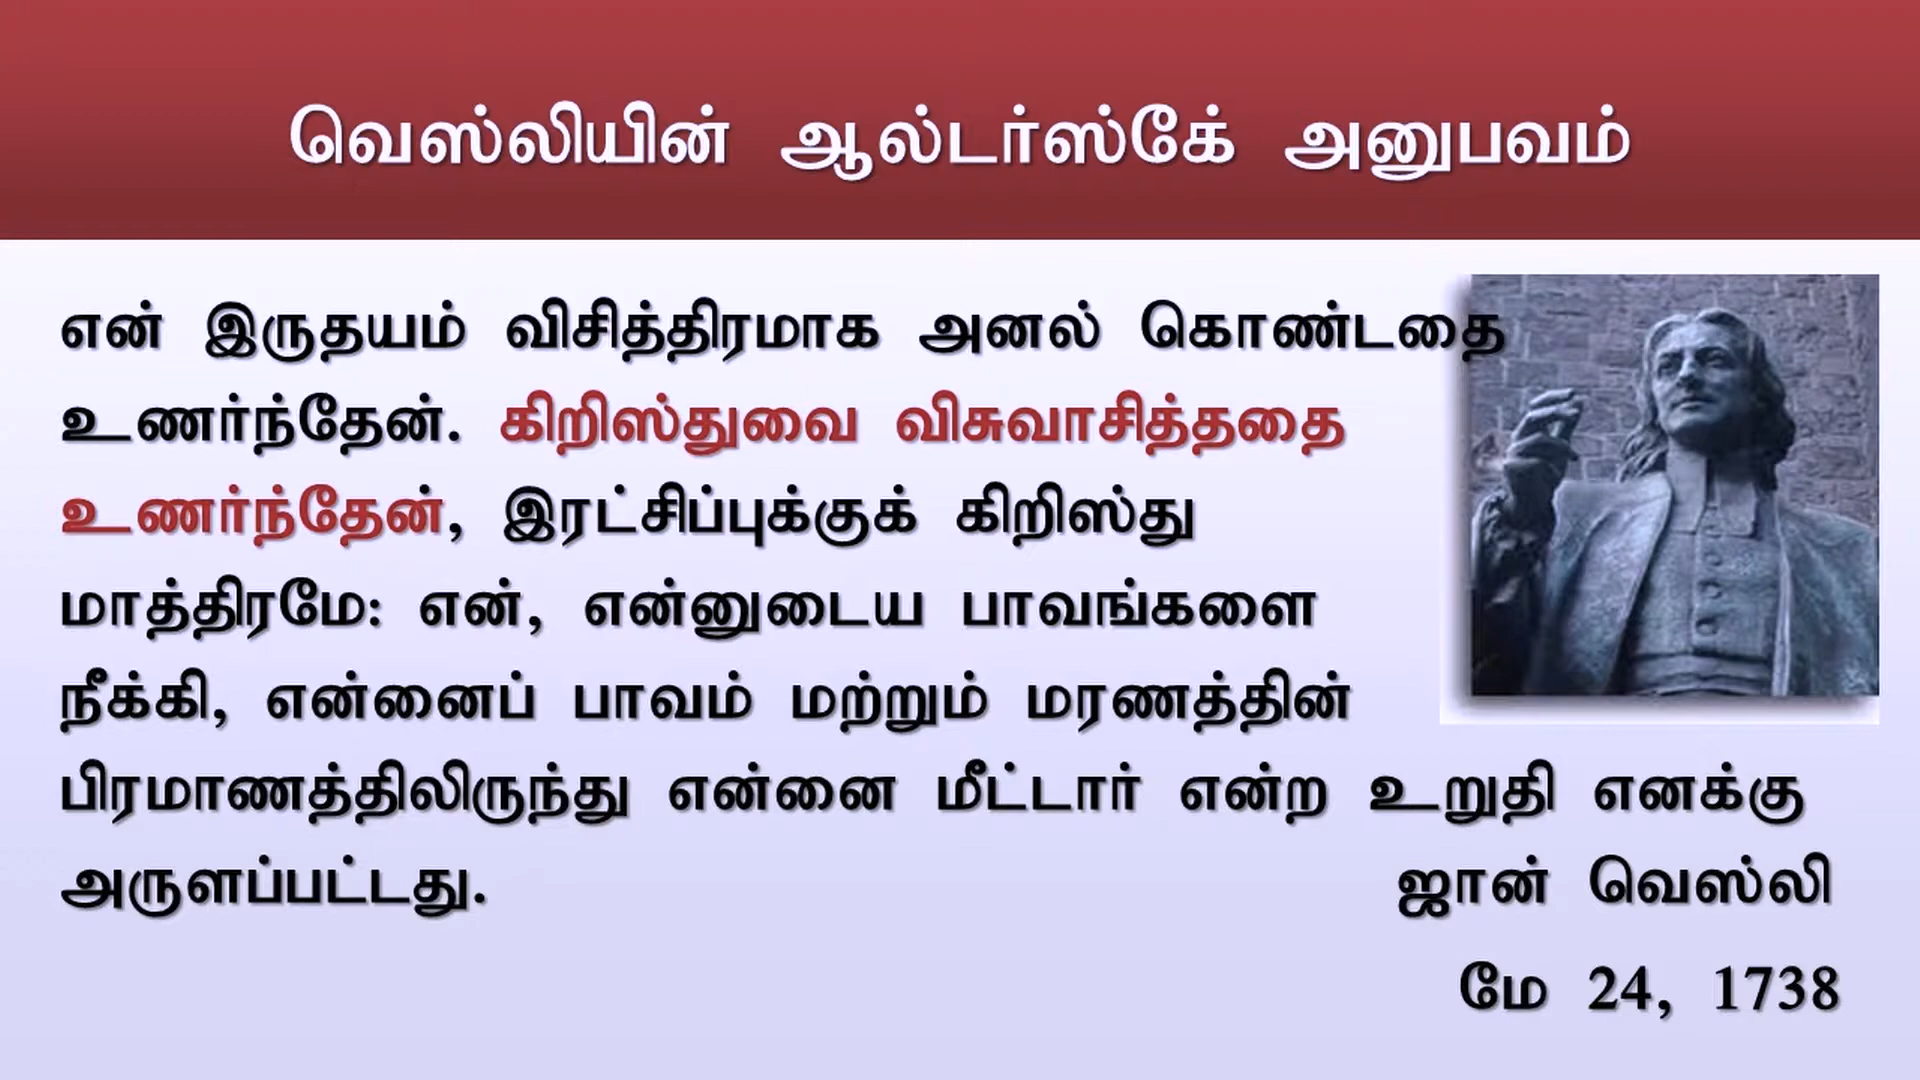 வெஸ்லியின் ஆல்டர்ஸ்கேே் அனுபவம்
என் இருதயம் விசித்திரமாக அனல் கொண்டதை
உணர்ந்தேன். கிறிஸ்துவை விசுவாசித்ததை
உணர்ந்தேன், இரட்சிப்புக்குக் கிறிஸ்து
மாத்திரமே: என், என்னுடைய பாவங்களை
நீக்கி, என்னைப் பாவம் மற்றும் மரணத்தின்
பிரமாணத்திலிருந்து என்னை மீட்டார் என்ற உறுதி எனக்கு
அருளப்பட்டது. ஜான் வெஸ்லி
மே 24, 1738